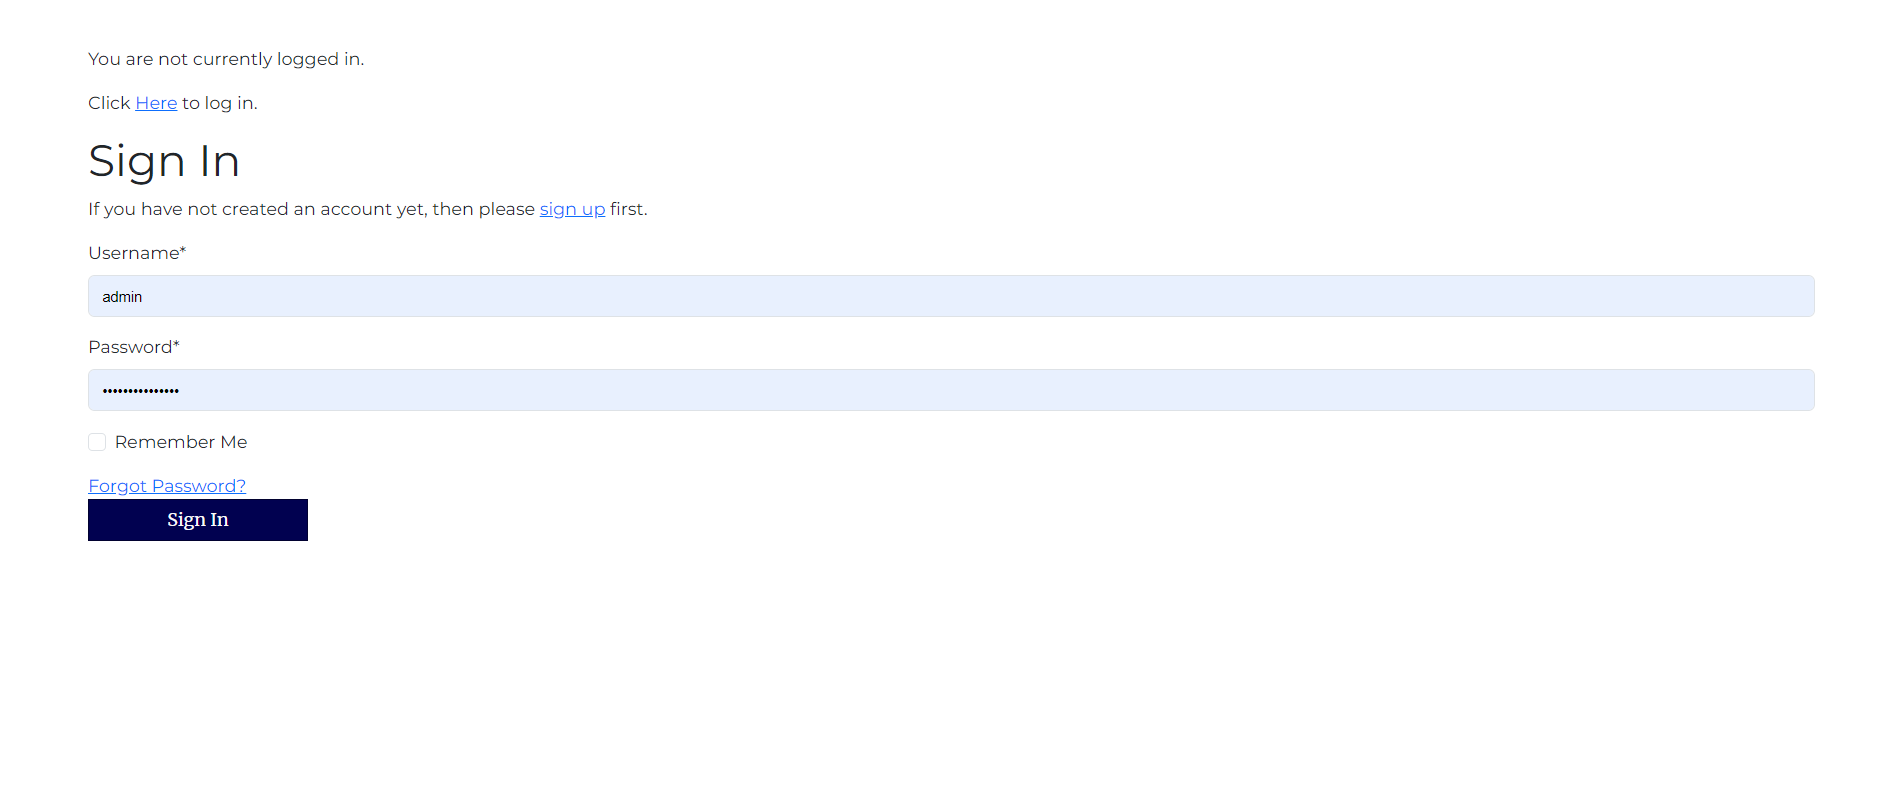 You are not currently logged in.
Click Here to log in.
Sign In
If you have not created an account yet, then please sign up first.
Username*
admin
Password*
•••••••••••••••
Remember Me
Forgot Password?
Sign In